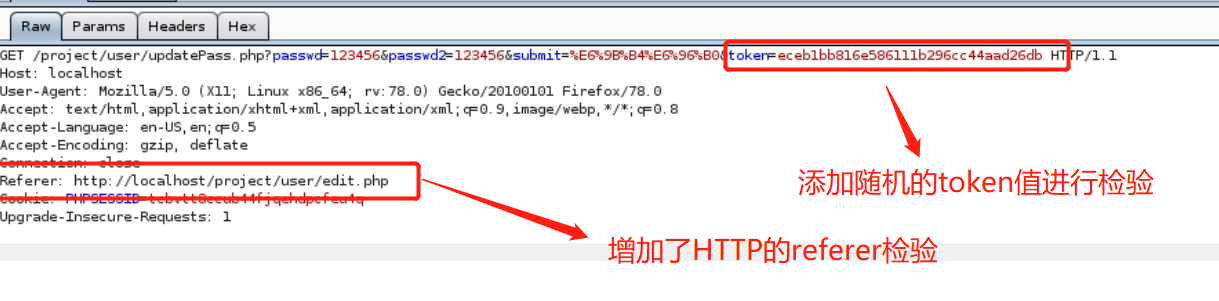 Raw Params Headers Hex
GET /project/user/updatePass.php?passwd=123456&passwd2=123456&submit=%E6%9B%B4%E6%96%B0&token=eceb1bb816e586111b296cc44aad26db HTTP/1.1
Host: localhost
User-Agent: Mozilla/5.0 (X11; Linux x86_64; rv:78.0) Gecko/20100101 Firefox/78.0
Accept: text/html,application/xhtml+xml,application/xml;q=0.9,image/webp,*/*;q=0.8
Accept-Language: en-US,en;q=0.5
Accept-Encoding: gzip, deflate
Connection: close
Referer: http://localhost/project/user/edit.php
添加随机的token值进行检验
Cookie:
Upgrade-Insecure-Requests: 1
增加了HTTP的referer检验